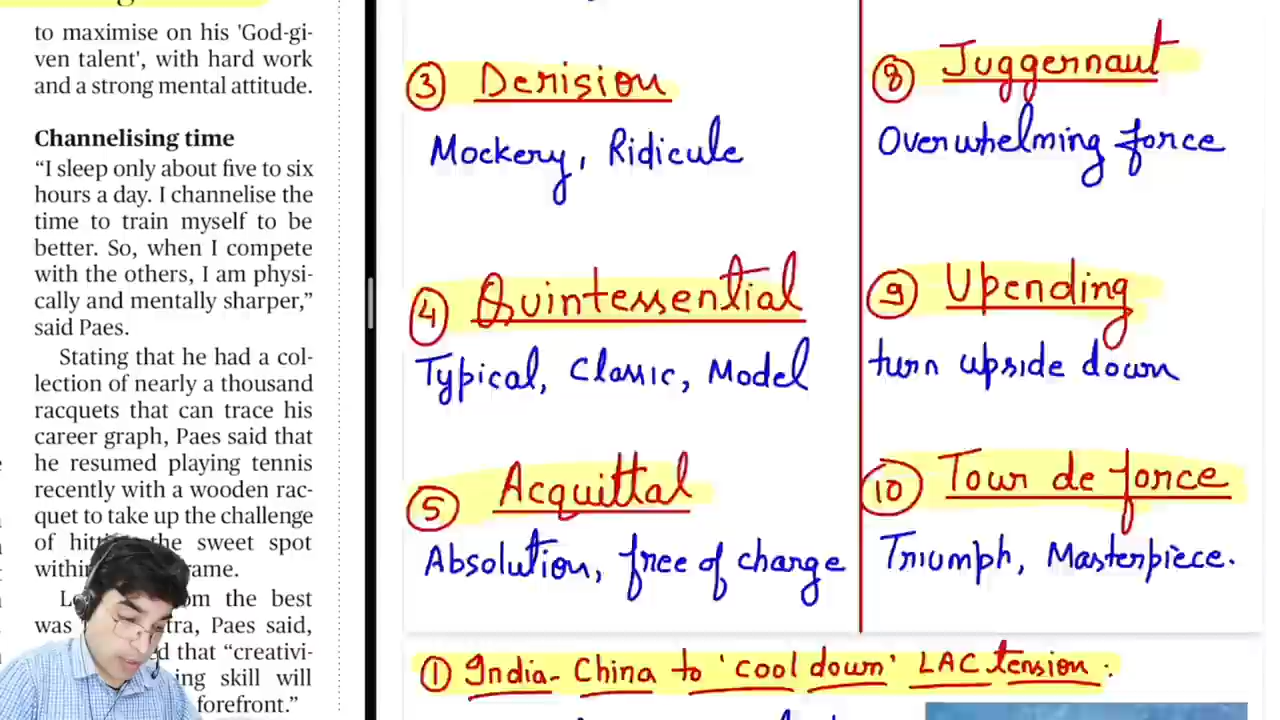 to maximise on his 'God-gi-
ven talent', with hard work
and a strong mental attitude.
Channelising time
“I sleep only about five to six
hours a day. I channelise the
time to train myself to be
better. So, when I compete
with the others, I am physi-
cally and mentally sharper,”
said Paes.
Stating that he had a col-
lection of nearly a thousand
racquets that can trace his
career graph, Paes said that
he resumed playing tennis
recently with a wooden rac-
quet to take up the challenge
of the sweet spot
within
from the best
was Paes said,
that “creativi-
skill will
forefront.”
③ Derision
Mockery, Ridicule
④ Quintessential
Typical, Classic, Model
⑤ Acquittal
Absolution, free of charge
⑧ Juggernaut
Overwhelming force
⑨ Upending
turn upside down
⑩ Tour de force
Triumph, Masterpiece.
① India-China to 'cool down' LAC tension :